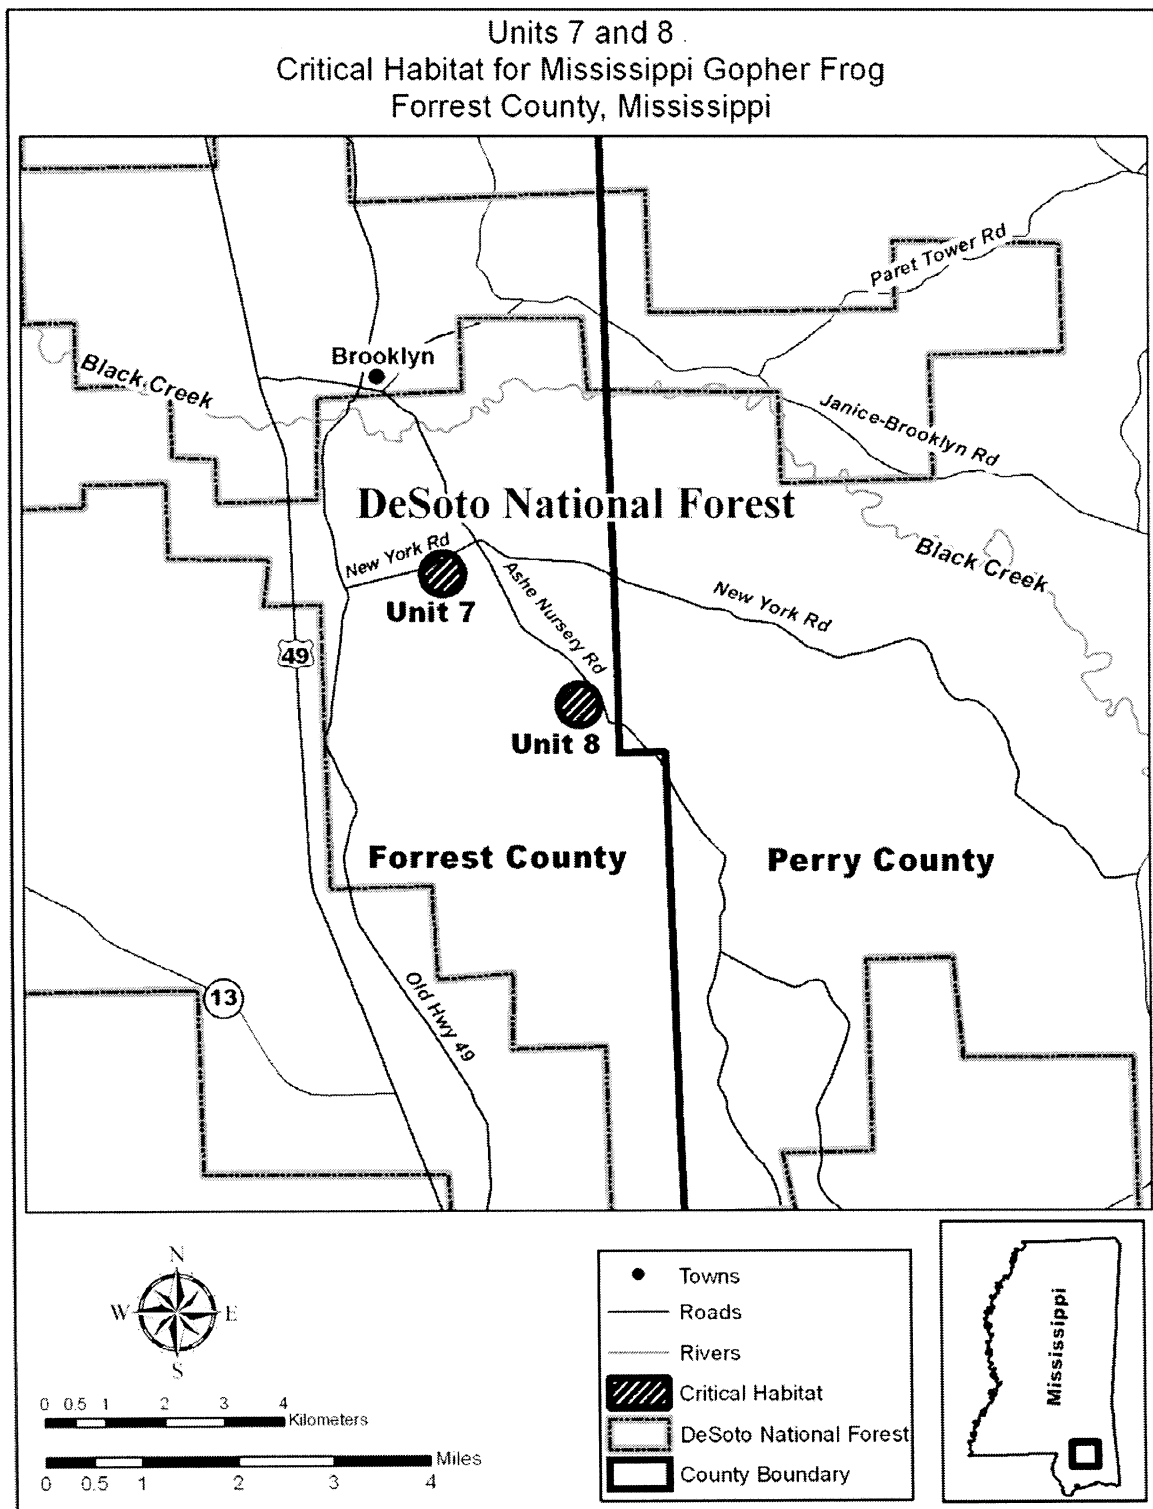 Units 7 and 8
Critical Habitat for Mississippi Gopher Frog
Forrest County, Mississippi
Paret Tower Rd
Brooklyn
Black Creek
Janice-Brooklyn Rd
DeSoto National Forest
New York Rd
Black Creek
Unit 7
Ashe Nursery Rd
New York Rd
49
Unit 8
Forrest County
Perry County
13
Old Hwy 49
N
W E
S
0 0.5 1 2 3 4
Kilometers
Miles
0 0.5 1 2 3 4
Towns
Roads
Rivers
Critical Habitat
DeSoto National Forest
County Boundary
Mississippi